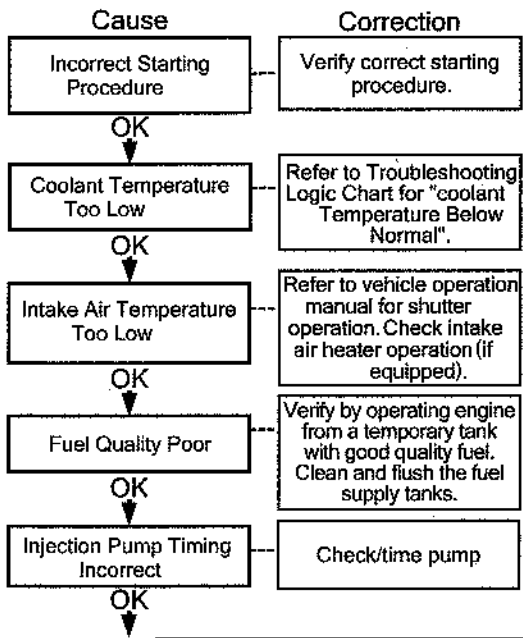 Cause
Correction
Incorrect Starting
Procedure
Verify correct starting
procedure.
OK
Coolant Temperature
Too Low
Refer to Troubleshooting
Logic Chart for "coolant
Temperature Below
Normal".
OK
Intake Air Temperature
Too Low
Refer to vehicle operation
manual for shutter
operation. Check intake
air heater operation (if
equipped).
OK
Fuel Quality Poor
Verify by operating engine
from a temporary tank
with good quality fuel.
Clean and flush the fuel
supply tanks.
OK
Injection Pump Timing
Incorrect
Check/time pump
OK